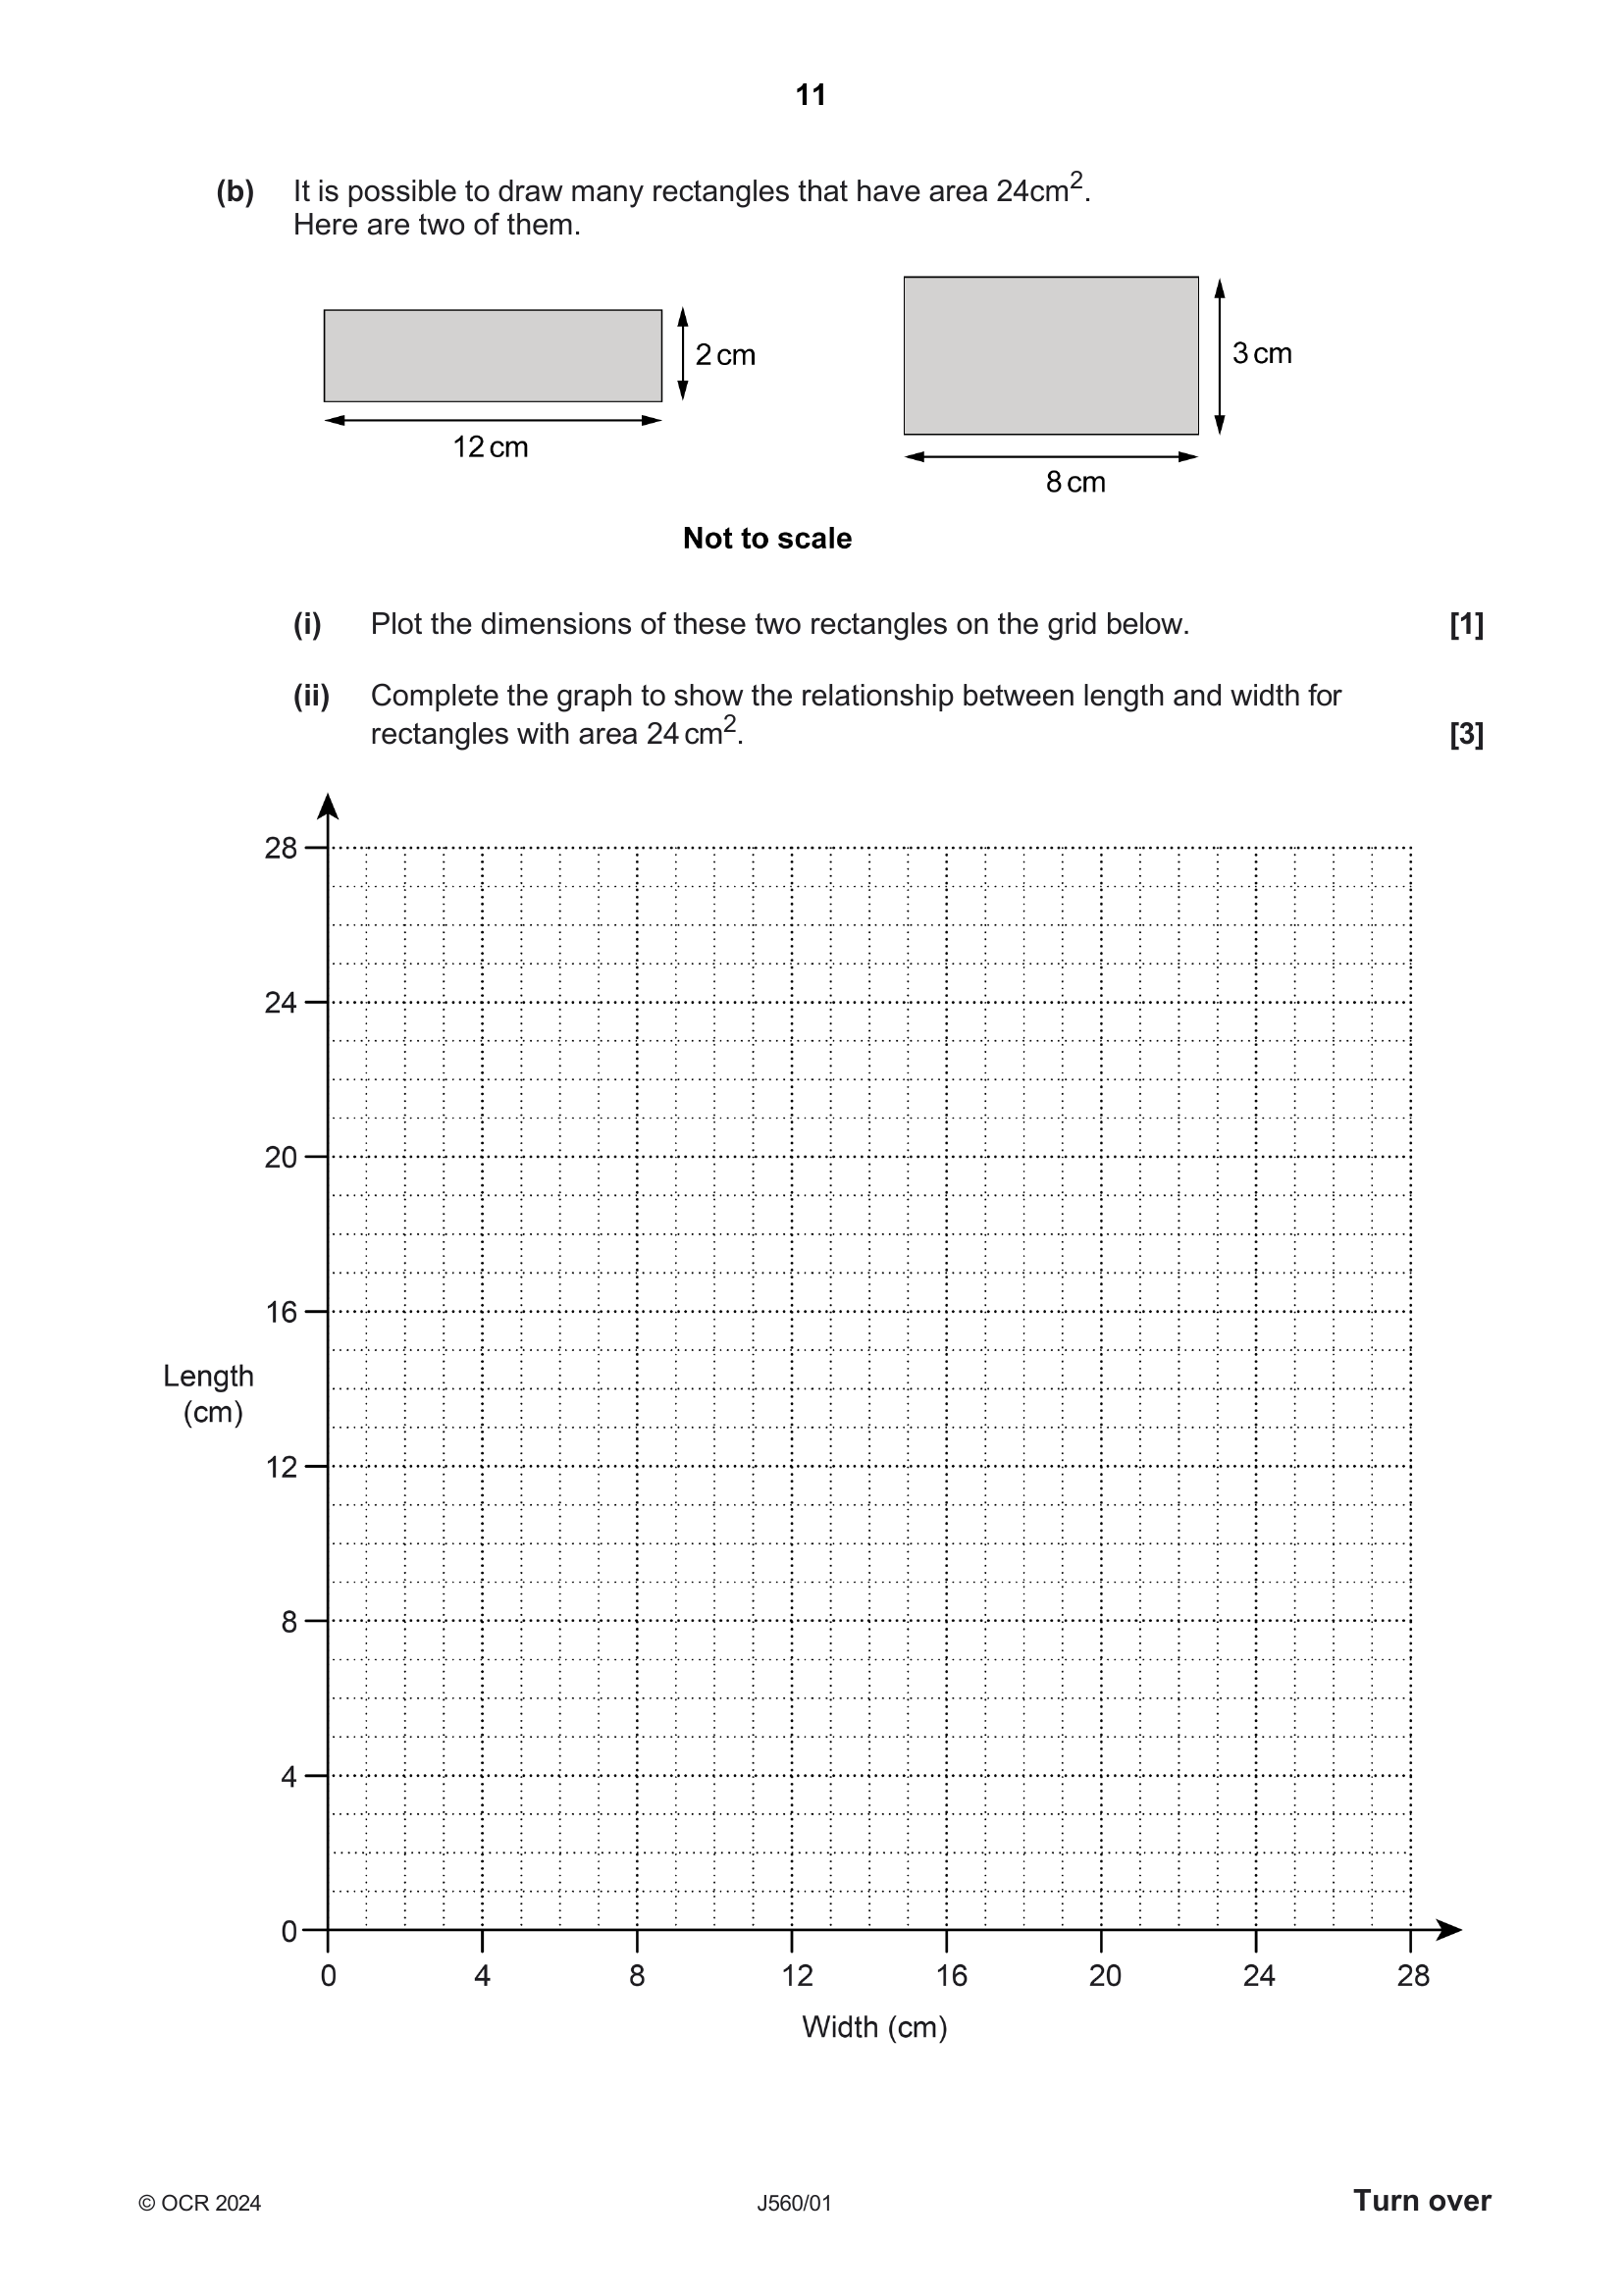 11
(b) It is possible to draw many rectangles that have area 24cm².
Here are two of them.
2 cm
12 cm
3 cm
8 cm
Not to scale
(i) Plot the dimensions of these two rectangles on the grid below. [1]
(ii) Complete the graph to show the relationship between length and width for
rectangles with area 24 cm². [3]
28
24
20
16
Length
(cm)
12
8
4
0
0 4 8 12 16 20 24 28
Width (cm)
© OCR 2024 J560/01 Turn over